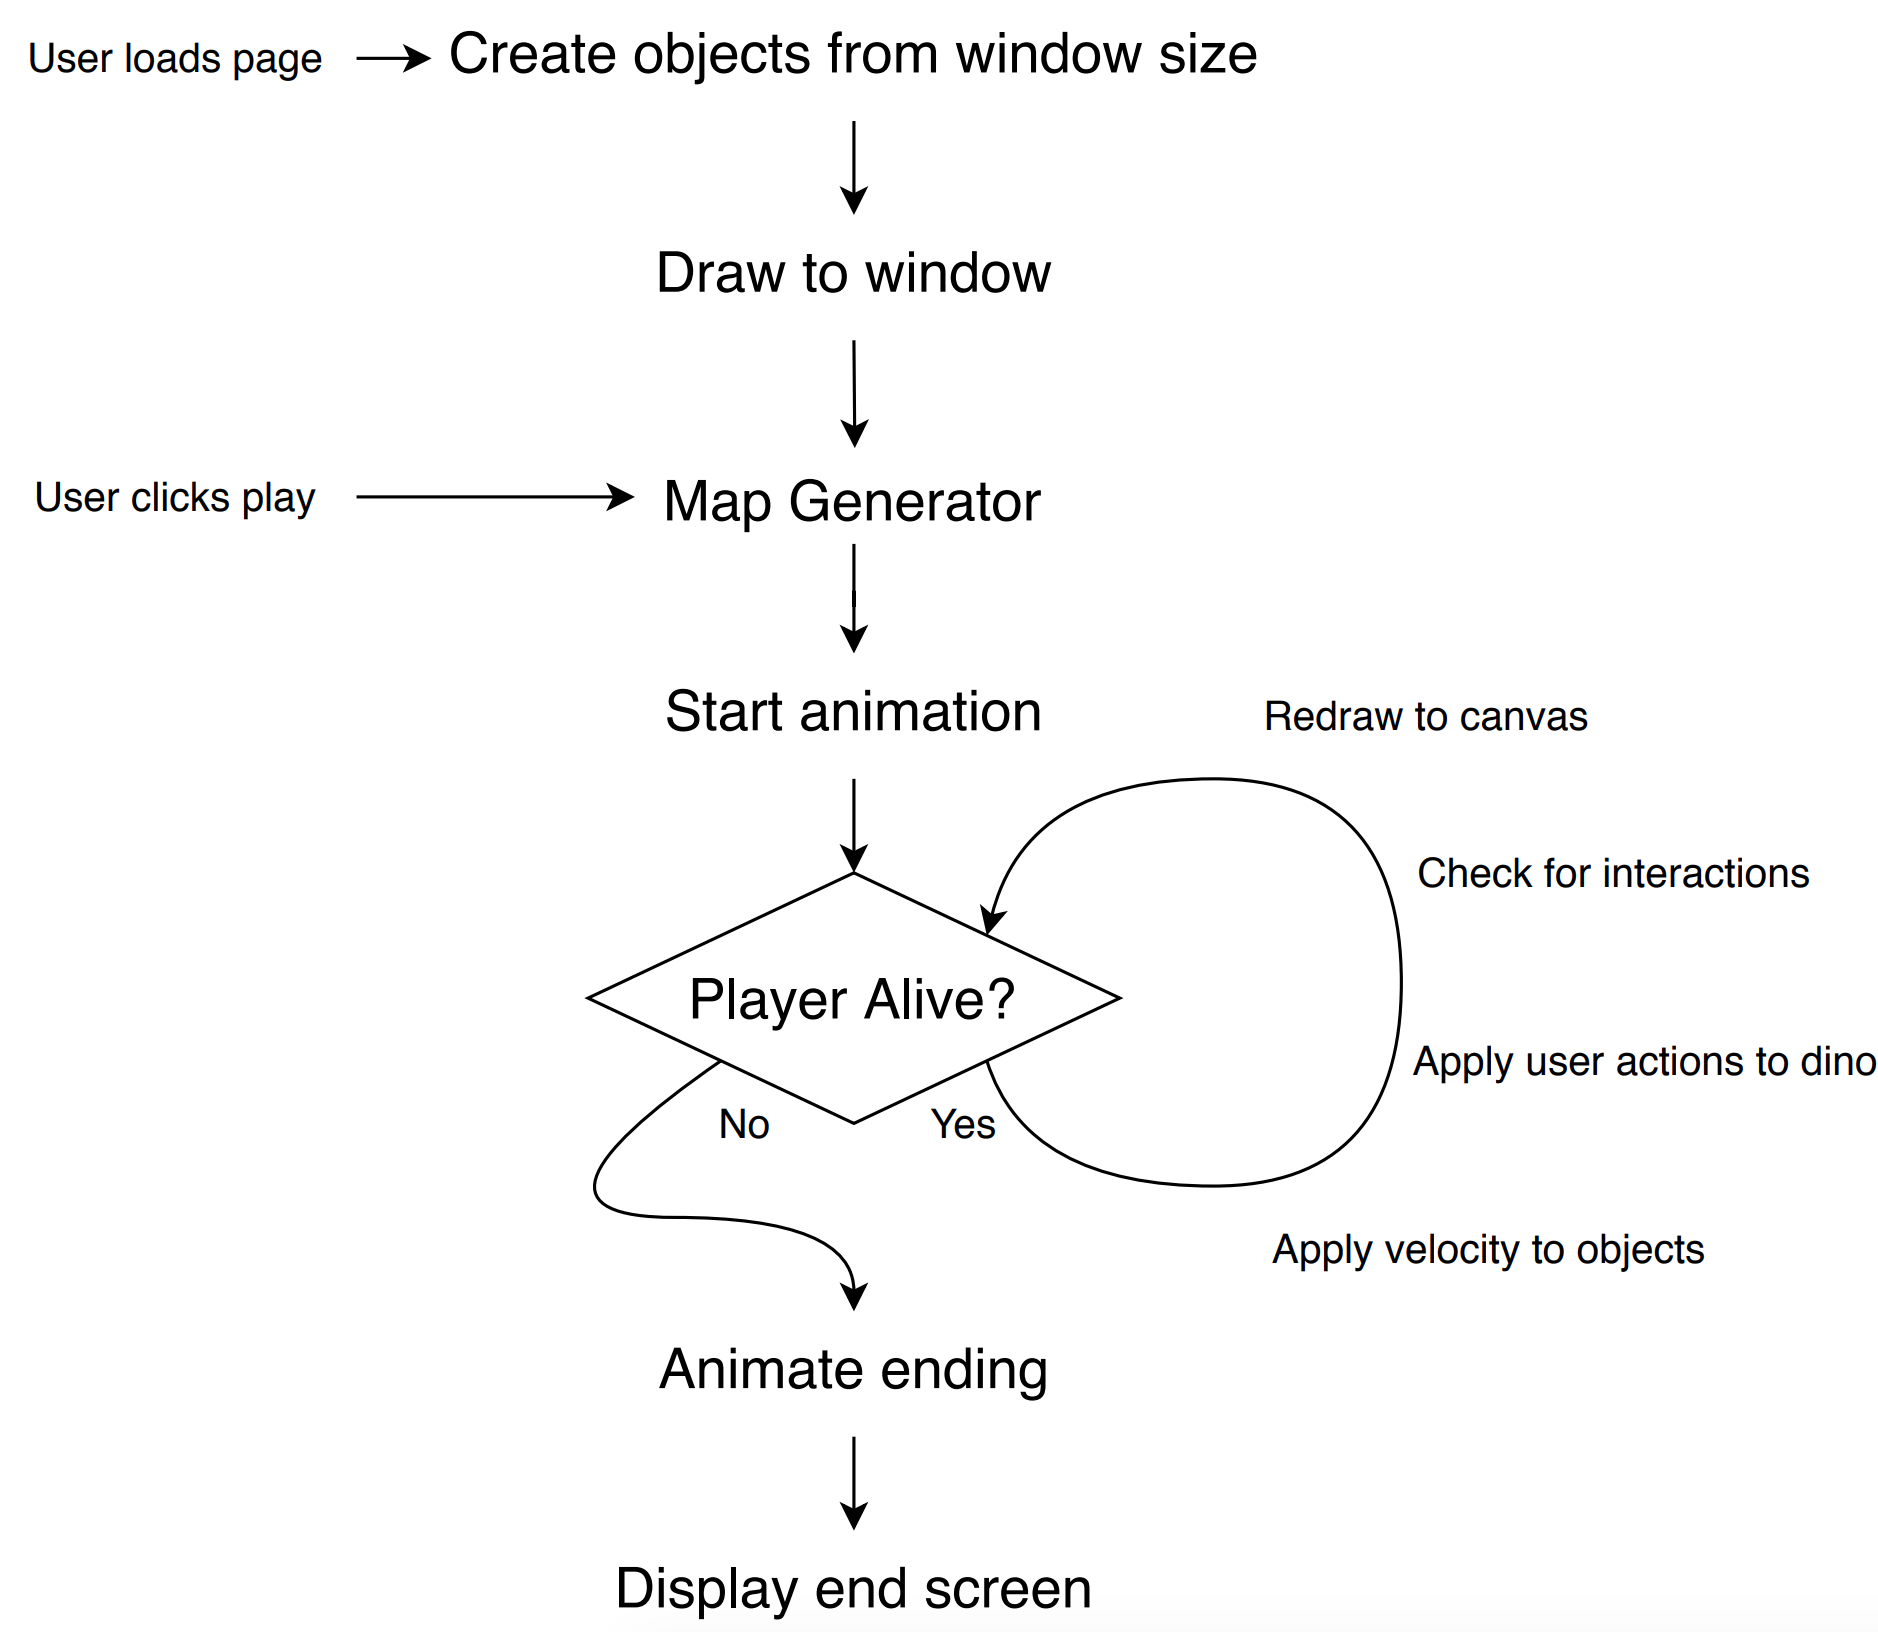 User loads page
Create objects from window size
Draw to window
User clicks play
Map Generator
Start animation
Redraw to canvas
Check for interactions
Player Alive?
Apply user actions to dino
No
Yes
Apply velocity to objects
Animate ending
Display end screen